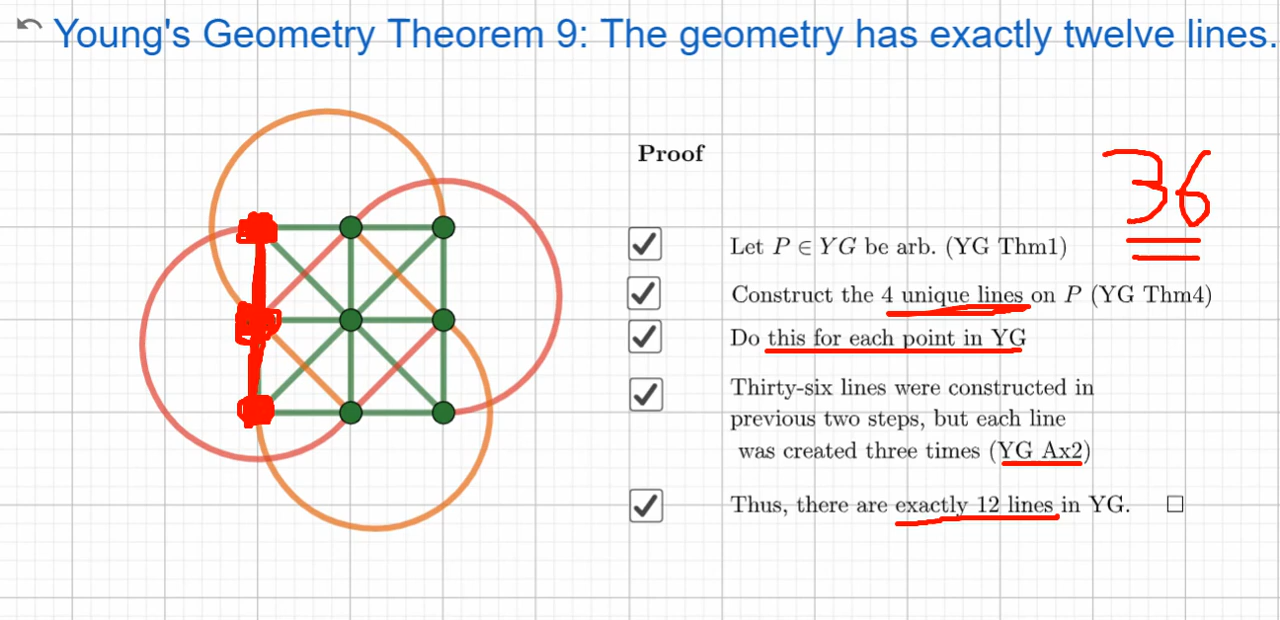 Young's Geometry Theorem 9: The geometry has exactly twelve lines.
Proof
36
Let P ∈ YG be arb. (YG Thm1)
Construct the 4 unique lines on P (YG Thm4)
Do this for each point in YG
Thirty-six lines were constructed in
previous two steps, but each line
was created three times (YG Ax2)
Thus, there are exactly 12 lines in YG. □